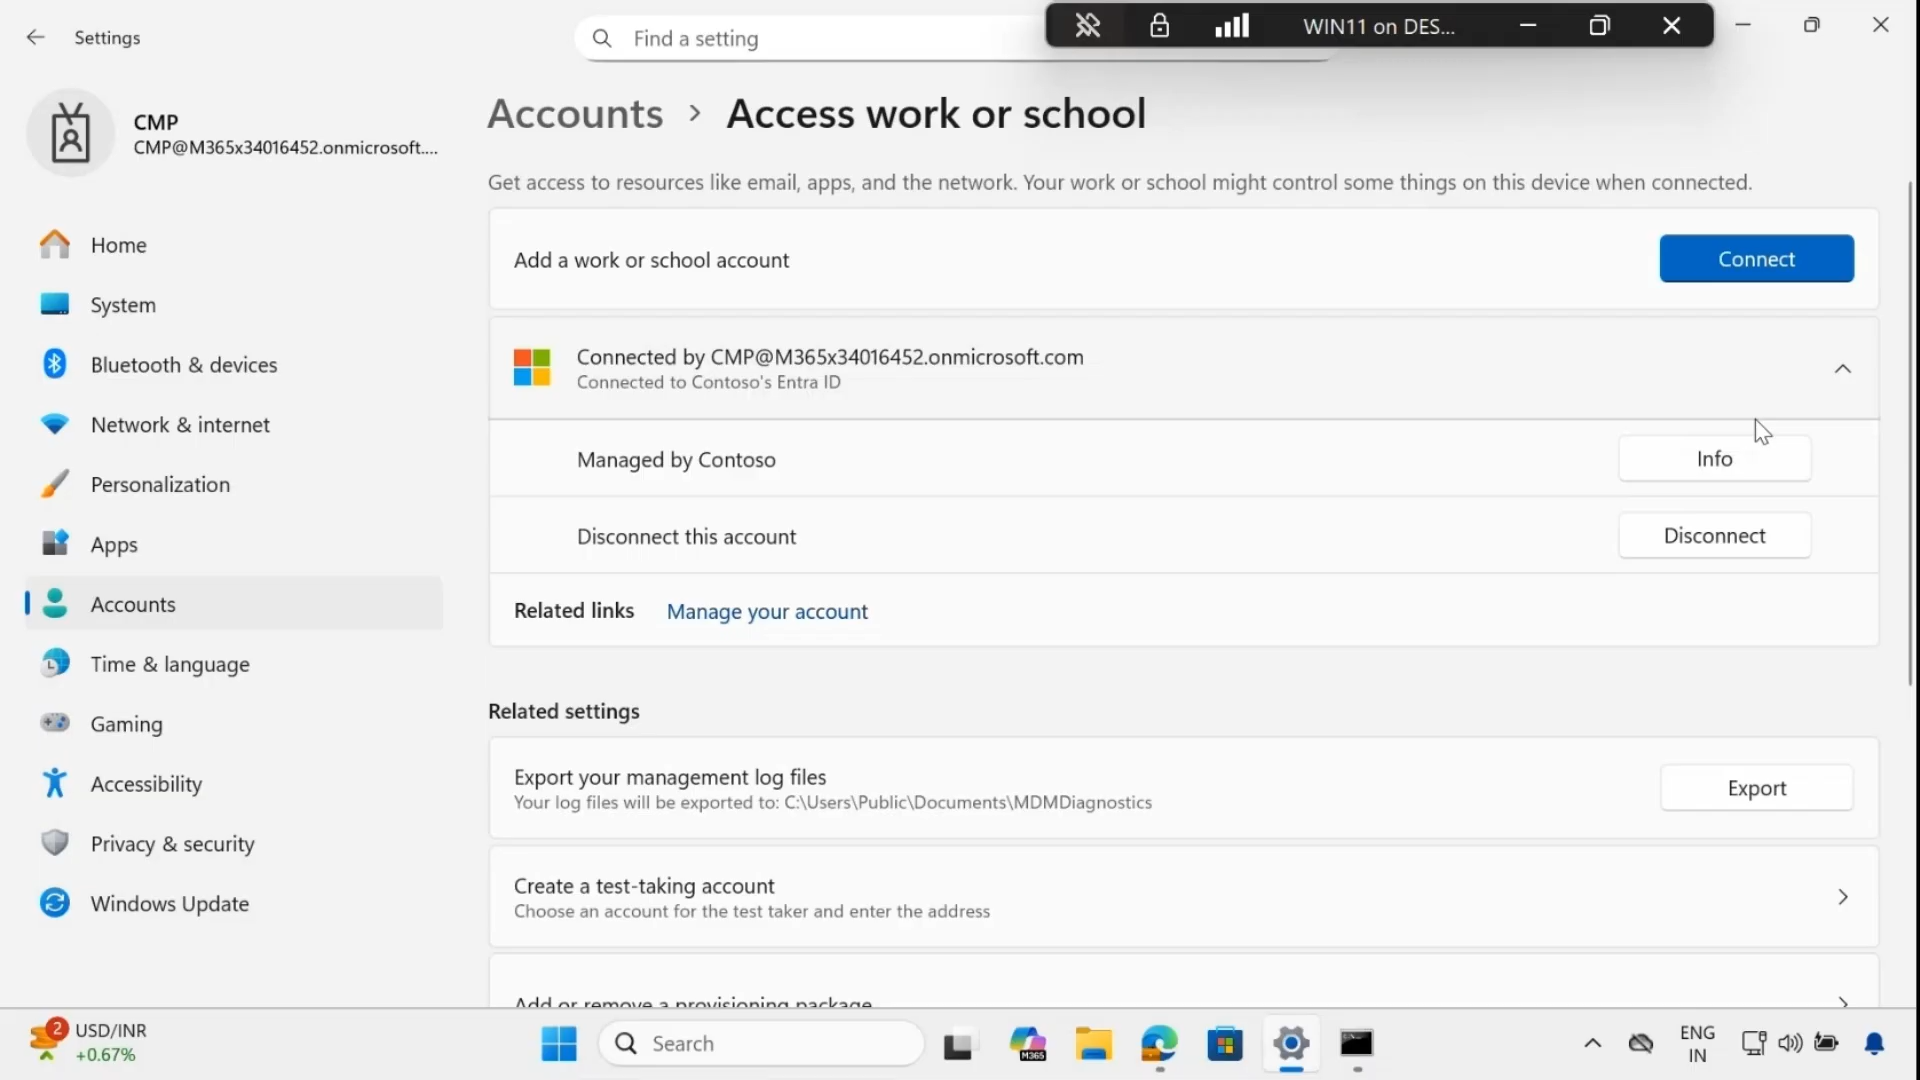 Settings
Find a setting
WIN11 on DES...
CMP
CMP@M365x34016452.onmicrosoft....
Home
System
Bluetooth & devices
Network & internet
Personalization
Apps
Accounts
Time & language
Gaming
Accessibility
Privacy & security
Windows Update
Accounts > Access work or school
Get access to resources like email, apps, and the network. Your work or school might control some things on this device when connected.
Add a work or school account
Connect
Connected by CMP@M365x34016452.onmicrosoft.com
Connected to Contoso's Entra ID
Managed by Contoso
Info
Disconnect this account
Disconnect
Related links Manage your account
Related settings
Export your management log files
Your log files will be exported to: C:\Users\Public\Documents\MDMDiagnostics
Export
Create a test-taking account
Choose an account for the test taker and enter the address
Add or remove a provisioning package
2
USD/INR
+0.67%
Search
M365
ENG
IN